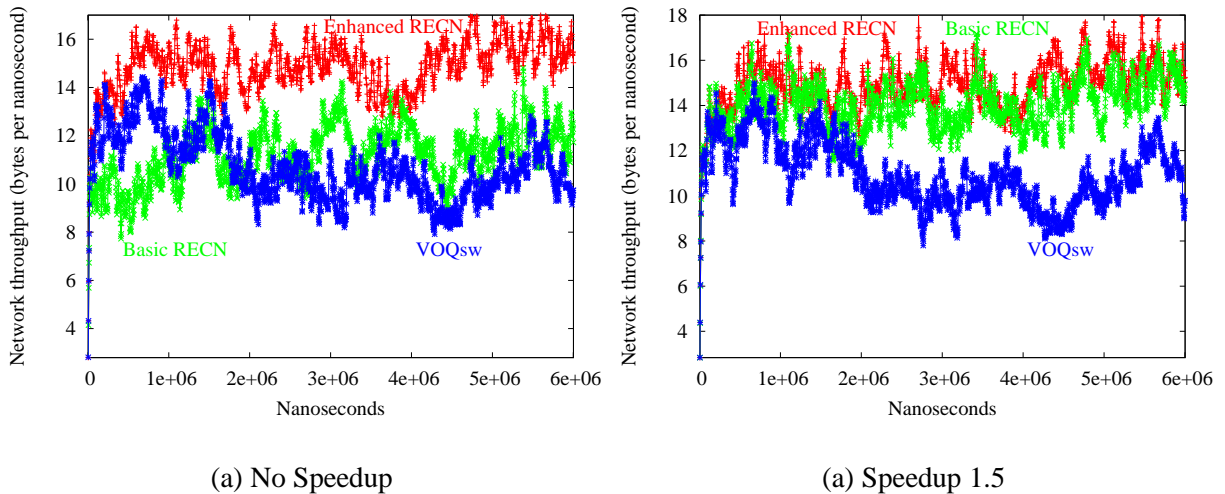 Network throughput (bytes per nanosecond)
16
14
12
10
8
6
4
Enhanced RECN
Basic RECN
VOQsw
0 1e+06 2e+06 3e+06 4e+06 5e+06 6e+06
Nanoseconds
(a) No Speedup
Network throughput (bytes per nanosecond)
18
16
14
12
10
8
6
4
Enhanced RECN
Basic RECN
VOQsw
0 1e+06 2e+06 3e+06 4e+06 5e+06 6e+06
Nanoseconds
(a) Speedup 1.5